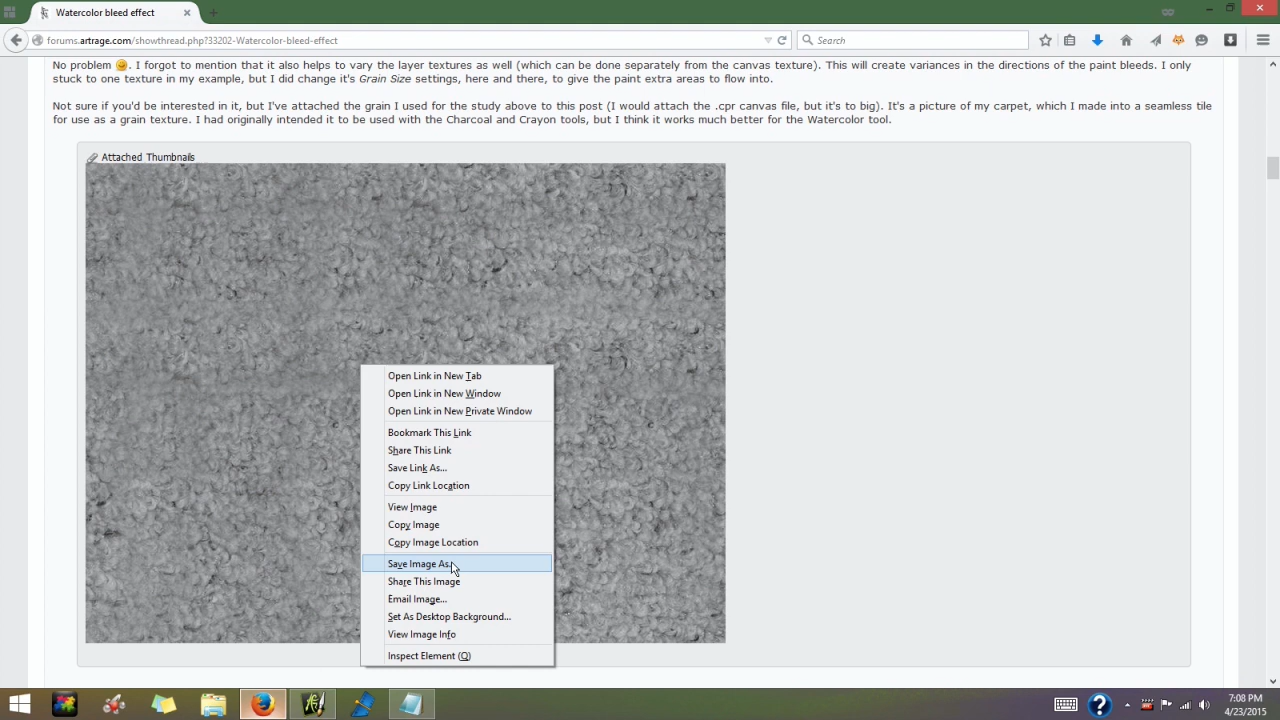 Watercolor bleed effect
forums.artrage.com/showthread.php?33202-Watercolor-bleed-effect
Search
No problem 😊. I forgot to mention that it also helps to vary the layer textures as well (which can be done separately from the canvas texture). This will create variances in the directions of the paint bleeds. I only
stuck to one texture in my example, but I did change it's Grain Size settings, here and there, to give the paint extra areas to flow into.
Not sure if you'd be interested in it, but I've attached the grain I used for the study above to this post (I would attach the .cpr canvas file, but it's to big). It's a picture of my carpet, which I made into a seamless tile
for use as a grain texture. I had originally intended it to be used with the Charcoal and Crayon tools, but I think it works much better for the Watercolor tool.
Attached Thumbnails
Open Link in New Tab
Open Link in New Window
Open Link in New Private Window
Bookmark This Link
Share This Link
Save Link As...
Copy Link Location
View Image
Copy Image
Copy Image Location
Save Image As...
Share This Image
Email Image...
Set As Desktop Background...
View Image Info
Inspect Element (Q)
7:08 PM
4/23/2015